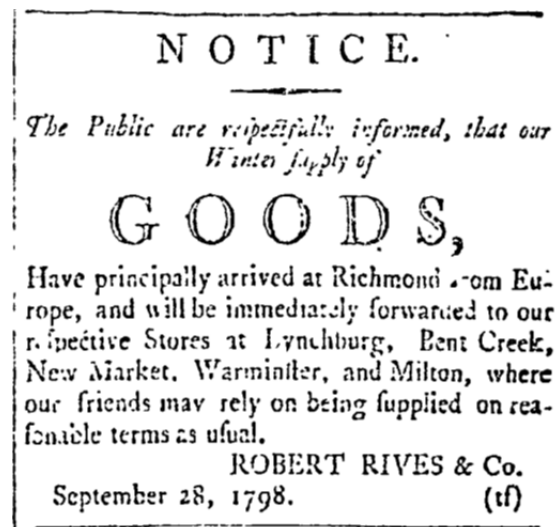 NOTICE.
The Public are reſpectfully informed, that our
Winter ſupply of
GOODS,
Have principally arrived at Richmond from Eu-
rope, and will be immediately forwarded to our
reſpective Stores at Lynchburg, Bent Creek,
New Market, Warminſter, and Milton, where
our friends may rely on being ſupplied on rea-
ſonable terms as uſual.
ROBERT RIVES & Co.
September 28, 1798. (tf)